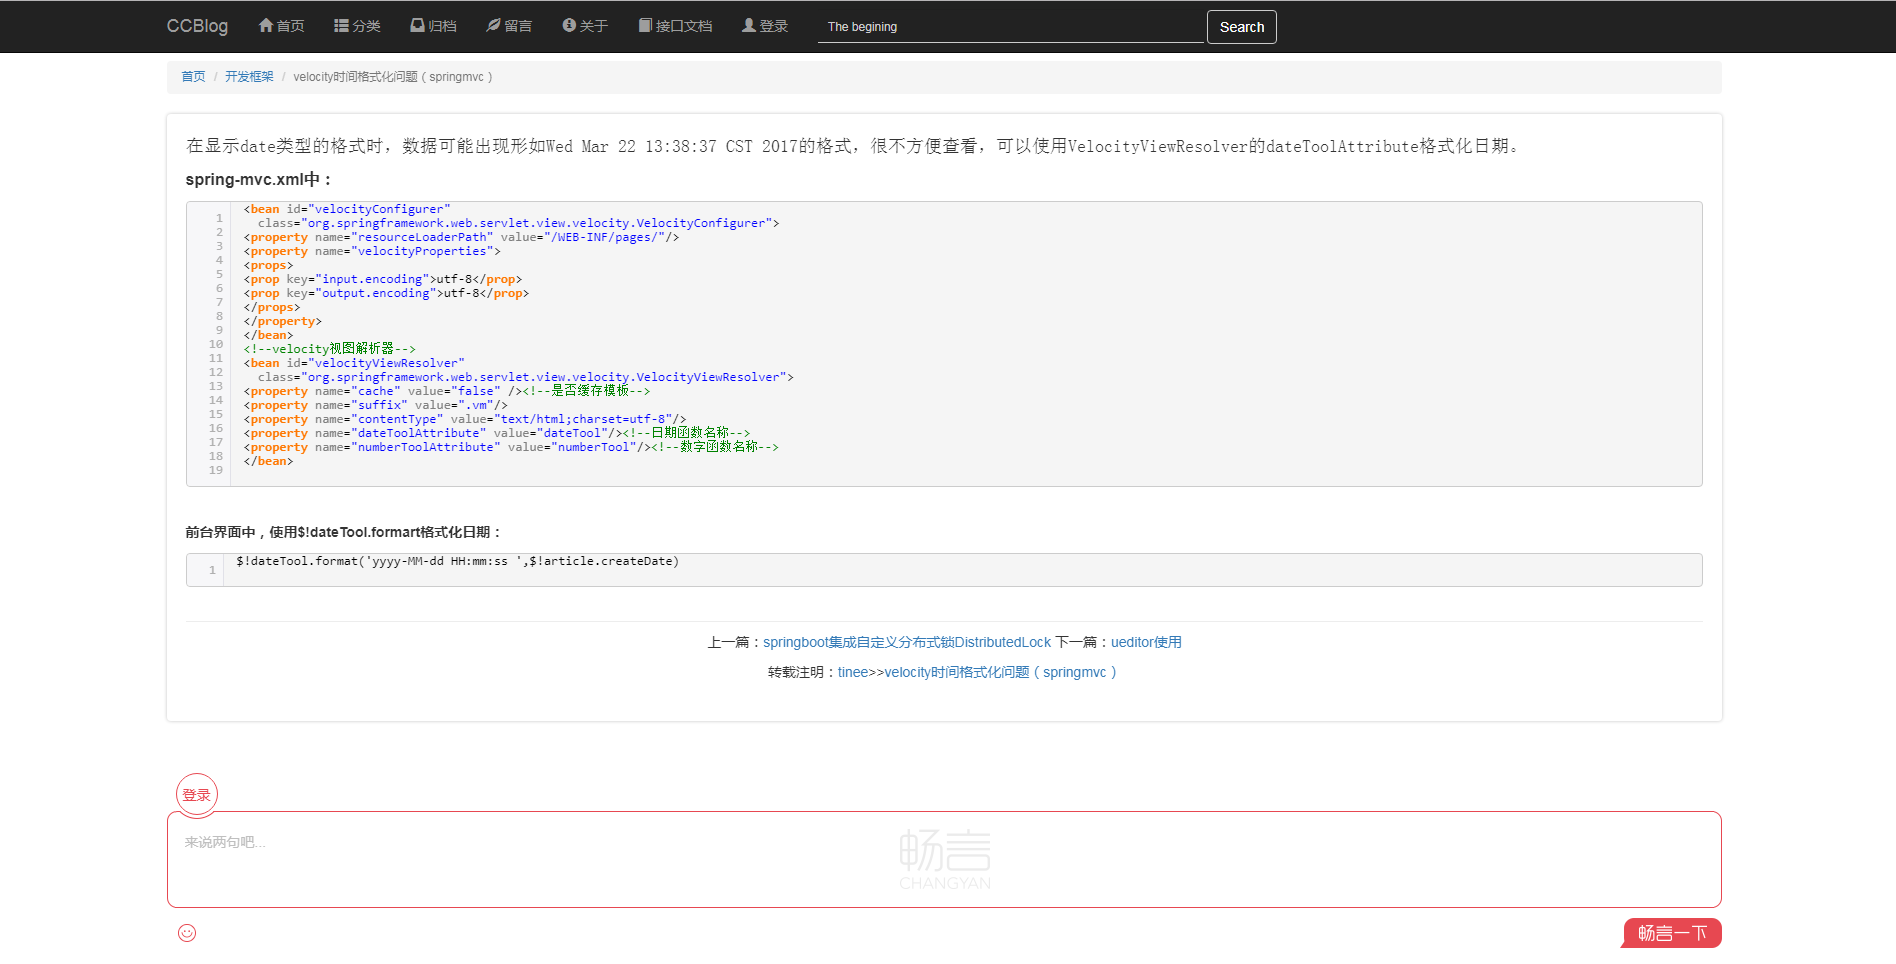 CCBlog 首页 分类 归档 留言 关于 接口文档 登录 The begining Search
首页 / 开发框架 / velocity时间格式化问题（springmvc）
在显示date类型的格式时，数据可能出现形如Wed Mar 22 13:38:37 CST 2017的格式，很不方便查看，可以使用VelocityViewResolver的dateToolAttribute格式化日期。
spring-mvc.xml中：
1 <bean id="velocityConfigurer"
2 class="org.springframework.web.servlet.view.velocity.VelocityConfigurer">
3 <property name="resourceLoaderPath" value="/WEB-INF/pages/"/>
4 <property name="velocityProperties">
5 <props>
6 <prop key="input.encoding">utf-8</prop>
7 <prop key="output.encoding">utf-8</prop>
8 </props>
9 </property>
10 </bean>
11 <!--velocity视图解析器-->
12 <bean id="velocityViewResolver"
13 class="org.springframework.web.servlet.view.velocity.VelocityViewResolver">
14 <property name="cache" value="false" /><!--是否缓存模板-->
15 <property name="suffix" value=".vm"/>
16 <property name="contentType" value="text/html;charset=utf-8"/>
17 <property name="dateToolAttribute" value="dateTool"/><!--日期函数名称-->
18 <property name="numberToolAttribute" value="numberTool"/><!--数字函数名称-->
19 </bean>
前台界面中，使用$!dateTool.formart格式化日期：
1 $!dateTool.format('yyyy-MM-dd HH:mm:ss ',$!article.createDate)
上一篇：springboot集成自定义分布式锁DistributedLock 下一篇：ueditor使用
转载注明：tinee>>velocity时间格式化问题（springmvc）
登录
来说两句吧...
畅言
CHANGYAN
畅言一下